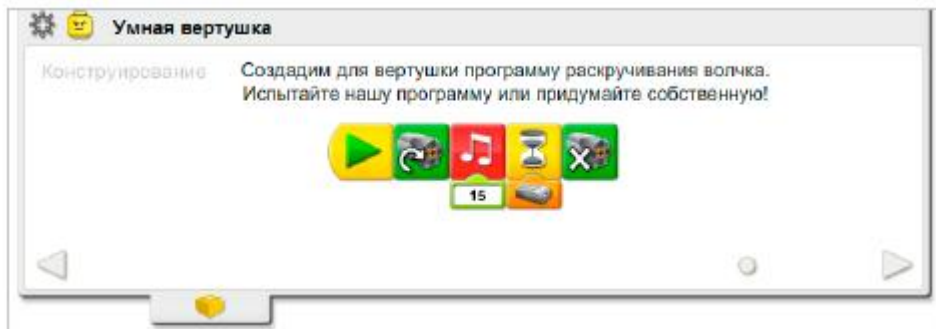 Умная вертушка
Конструирование
Создадим для вертушки программу раскручивания волчка.
Испытайте нашу программу или придумайте собственную!
15